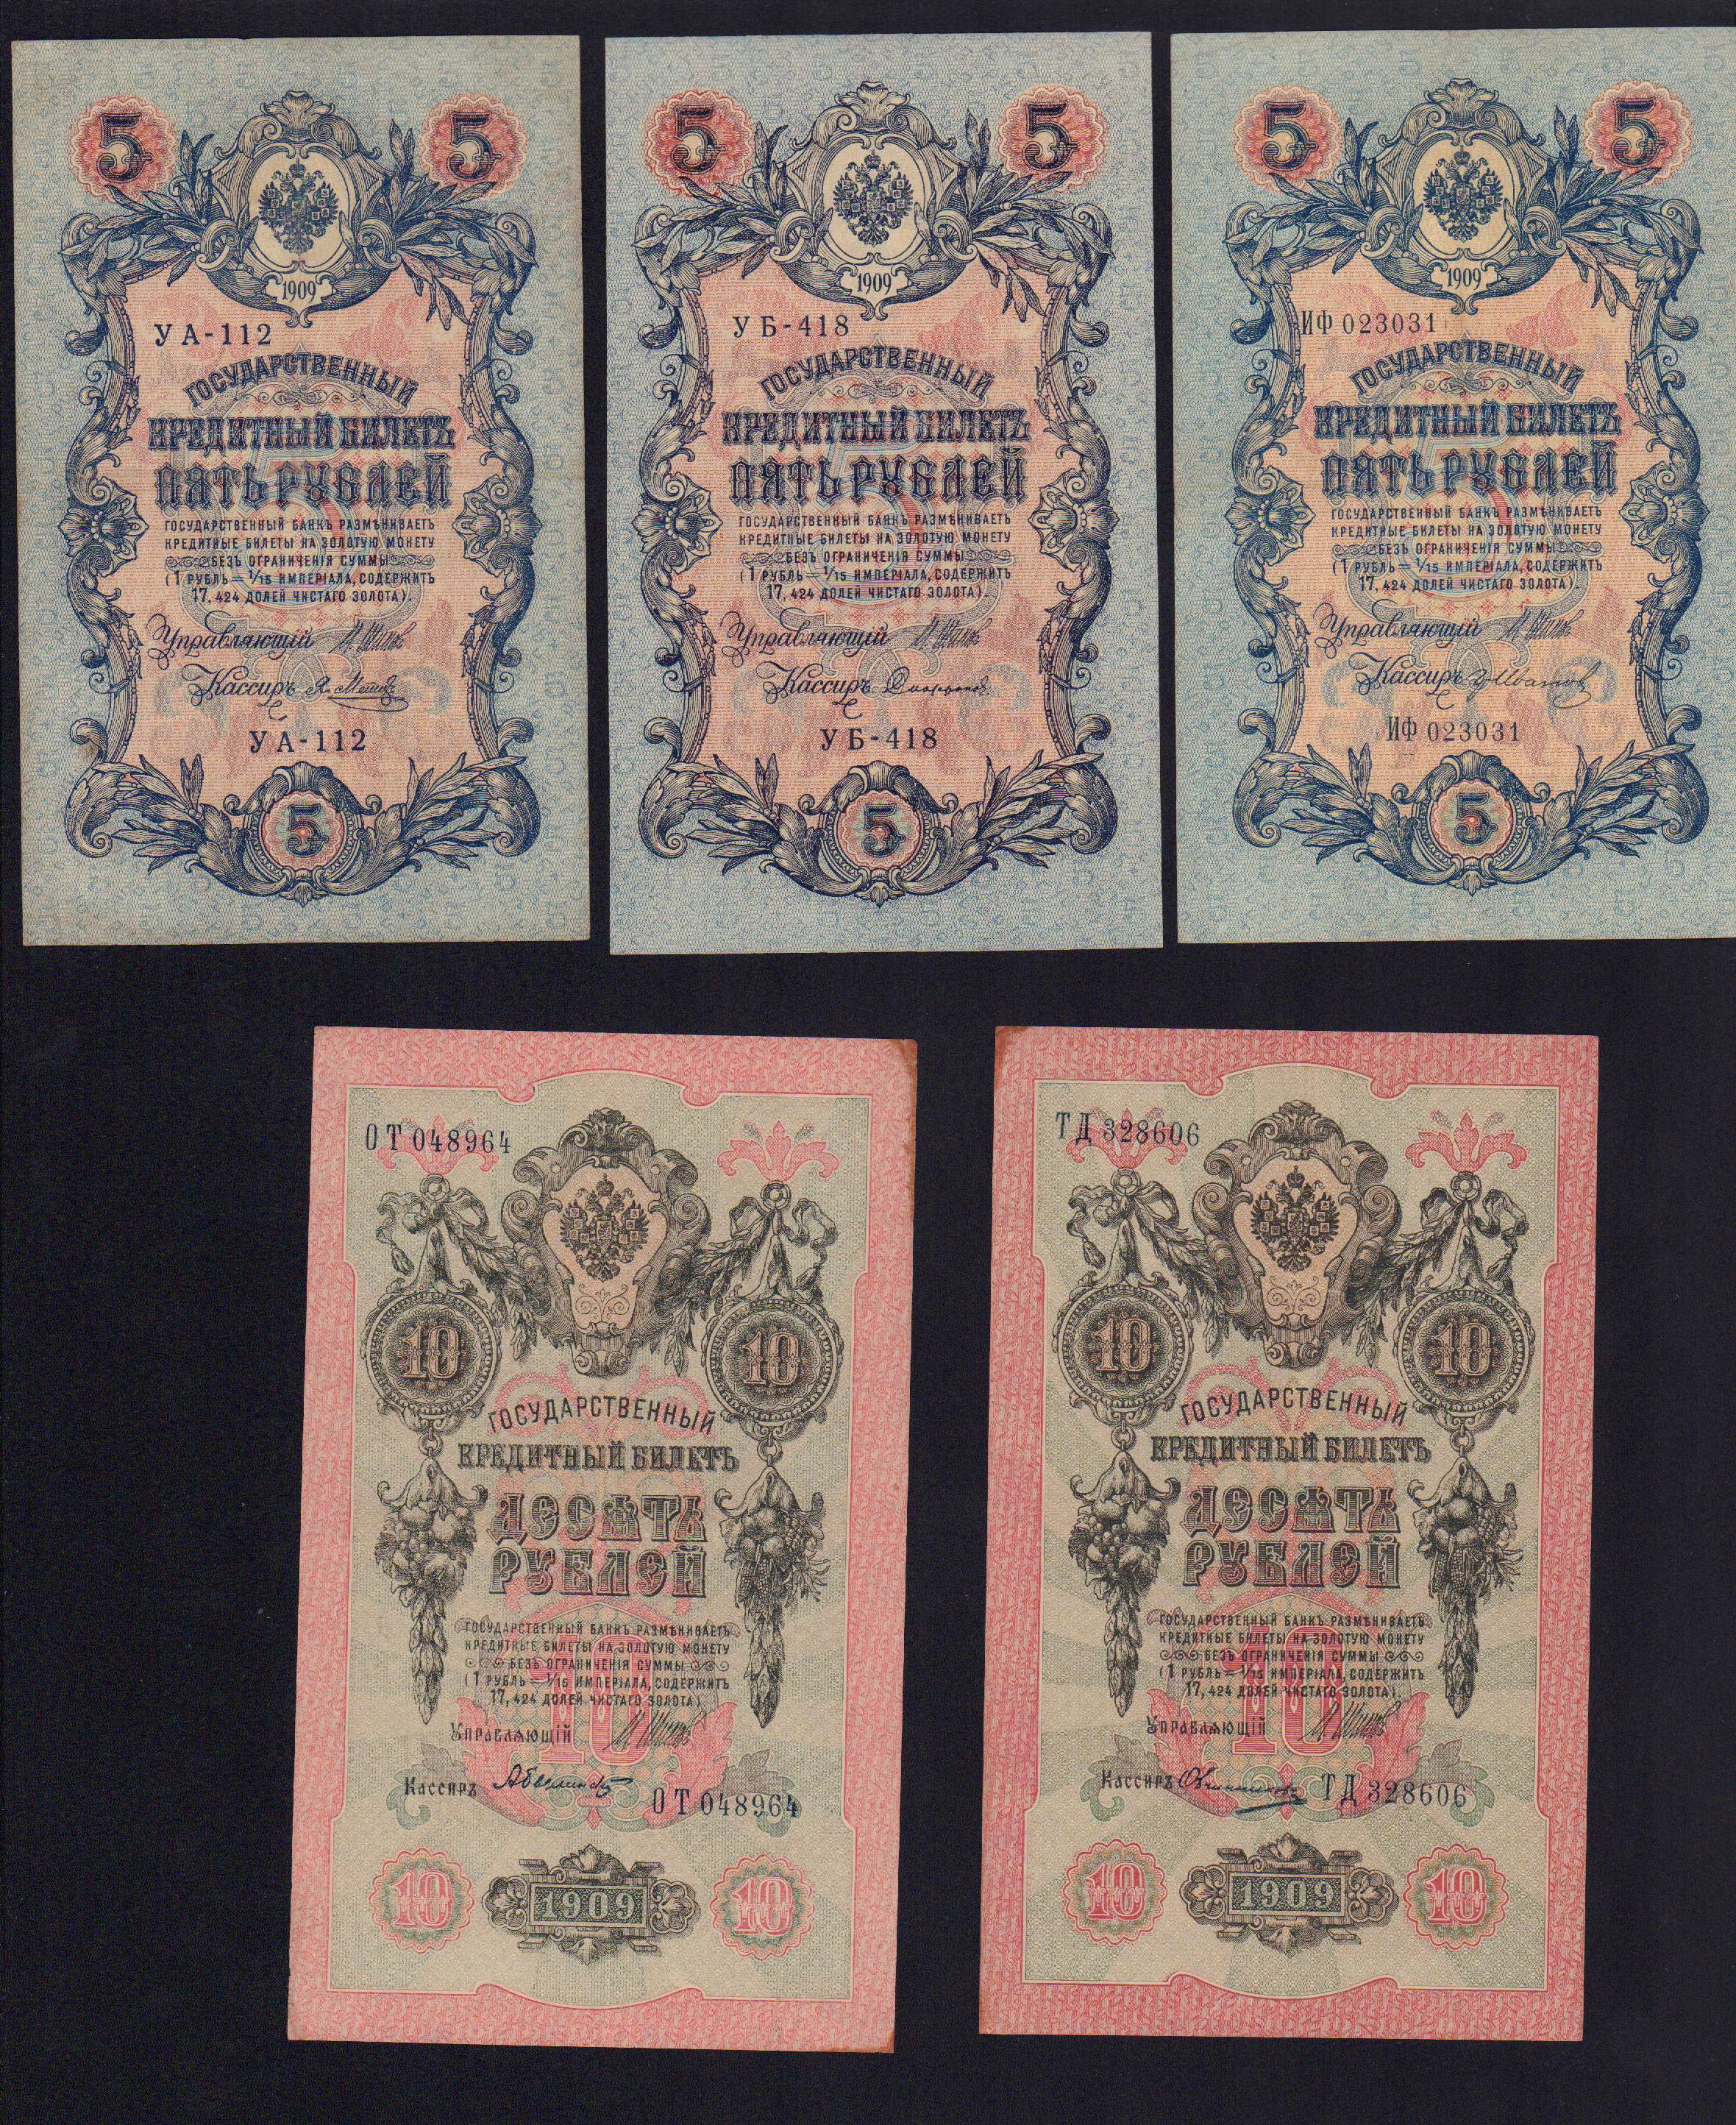 5 5
1909
УА-112
ГОСУДАРСТВЕННЫЙ
КРЕДИТНЫЙ БИЛЕТЪ
ПЯТЬ РУБЛЕЙ
ГОСУДАРСТВЕННЫЙ БАНКЪ РАЗМѢНИВАЕТЪ
КРЕДИТНЫЕ БИЛЕТЫ НА ЗОЛОТУЮ МОНЕТУ
БЕЗЪ ОГРАНИЧЕНІЯ СУММЫ
(1 РУБЛЬ = 1/15 ИМПЕРІАЛА, СОДЕРЖИТЪ
17,424 ДОЛЕЙ ЧИСТАГО ЗОЛОТА).
Управляющій
Кассиръ
УА-112
5
5 5
1909
УБ-418
ГОСУДАРСТВЕННЫЙ
КРЕДИТНЫЙ БИЛЕТЪ
ПЯТЬ РУБЛЕЙ
ГОСУДАРСТВЕННЫЙ БАНКЪ РАЗМѢНИВАЕТЪ
КРЕДИТНЫЕ БИЛЕТЫ НА ЗОЛОТУЮ МОНЕТУ
БЕЗЪ ОГРАНИЧЕНІЯ СУММЫ
(1 РУБЛЬ = 1/15 ИМПЕРІАЛА, СОДЕРЖИТЪ
17,424 ДОЛЕЙ ЧИСТАГО ЗОЛОТА).
Управляющій
Кассиръ
УБ-418
5
5 5
1909
ИФ 023031
ГОСУДАРСТВЕННЫЙ
КРЕДИТНЫЙ БИЛЕТЪ
ПЯТЬ РУБЛЕЙ
ГОСУДАРСТВЕННЫЙ БАНКЪ РАЗМѢНИВАЕТЪ
КРЕДИТНЫЕ БИЛЕТЫ НА ЗОЛОТУЮ МОНЕТУ
БЕЗЪ ОГРАНИЧЕНІЯ СУММЫ
(1 РУБЛЬ = 1/15 ИМПЕРІАЛА, СОДЕРЖИТЪ
17,424 ДОЛЕЙ ЧИСТАГО ЗОЛОТА).
Управляющій
Кассиръ
ИФ 023031
5
ОТ 048964
10 10
ГОСУДАРСТВЕННЫЙ
КРЕДИТНЫЙ БИЛЕТЪ
ДЕСЯТЬ
РУБЛЕЙ
ГОСУДАРСТВЕННЫЙ БАНКЪ РАЗМѢНИВАЕТЪ
КРЕДИТНЫЕ БИЛЕТЫ НА ЗОЛОТУЮ МОНЕТУ
БЕЗЪ ОГРАНИЧЕНІЯ СУММЫ
(1 РУБЛЬ = 1/15 ИМПЕРІАЛА, СОДЕРЖИТЪ
17,424 ДОЛЕЙ ЧИСТАГО ЗОЛОТА)
10
Управляющій
Кассиръ
ОТ 048964
10 1909 10
ТД 328606
10 10
ГОСУДАРСТВЕННЫЙ
КРЕДИТНЫЙ БИЛЕТЪ
ДЕСЯТЬ
РУБЛЕЙ
ГОСУДАРСТВЕННЫЙ БАНКЪ РАЗМѢНИВАЕТЪ
КРЕДИТНЫЕ БИЛЕТЫ НА ЗОЛОТУЮ МОНЕТУ
БЕЗЪ ОГРАНИЧЕНІЯ СУММЫ
(1 РУБЛЬ = 1/15 ИМПЕРІАЛА, СОДЕРЖИТЪ
17,424 ДОЛЕЙ ЧИСТАГО ЗОЛОТА).
10
Управляющій
Кассиръ Овчинниковъ ТД 328606
10 1909 10